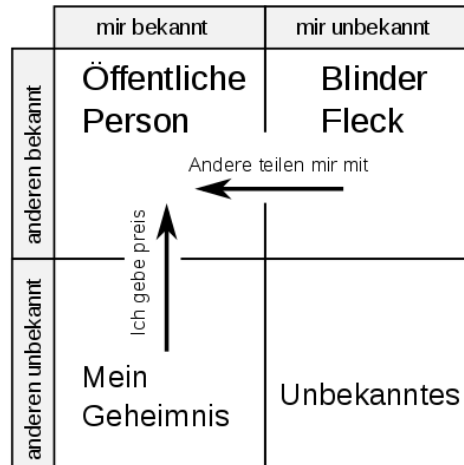 mir bekannt
mir unbekannt
anderen bekannt
Öffentliche
Person
Blinder
Fleck
Andere teilen mir mit
Ich gebe preis
anderen unbekannt
Mein
Geheimnis
Unbekanntes